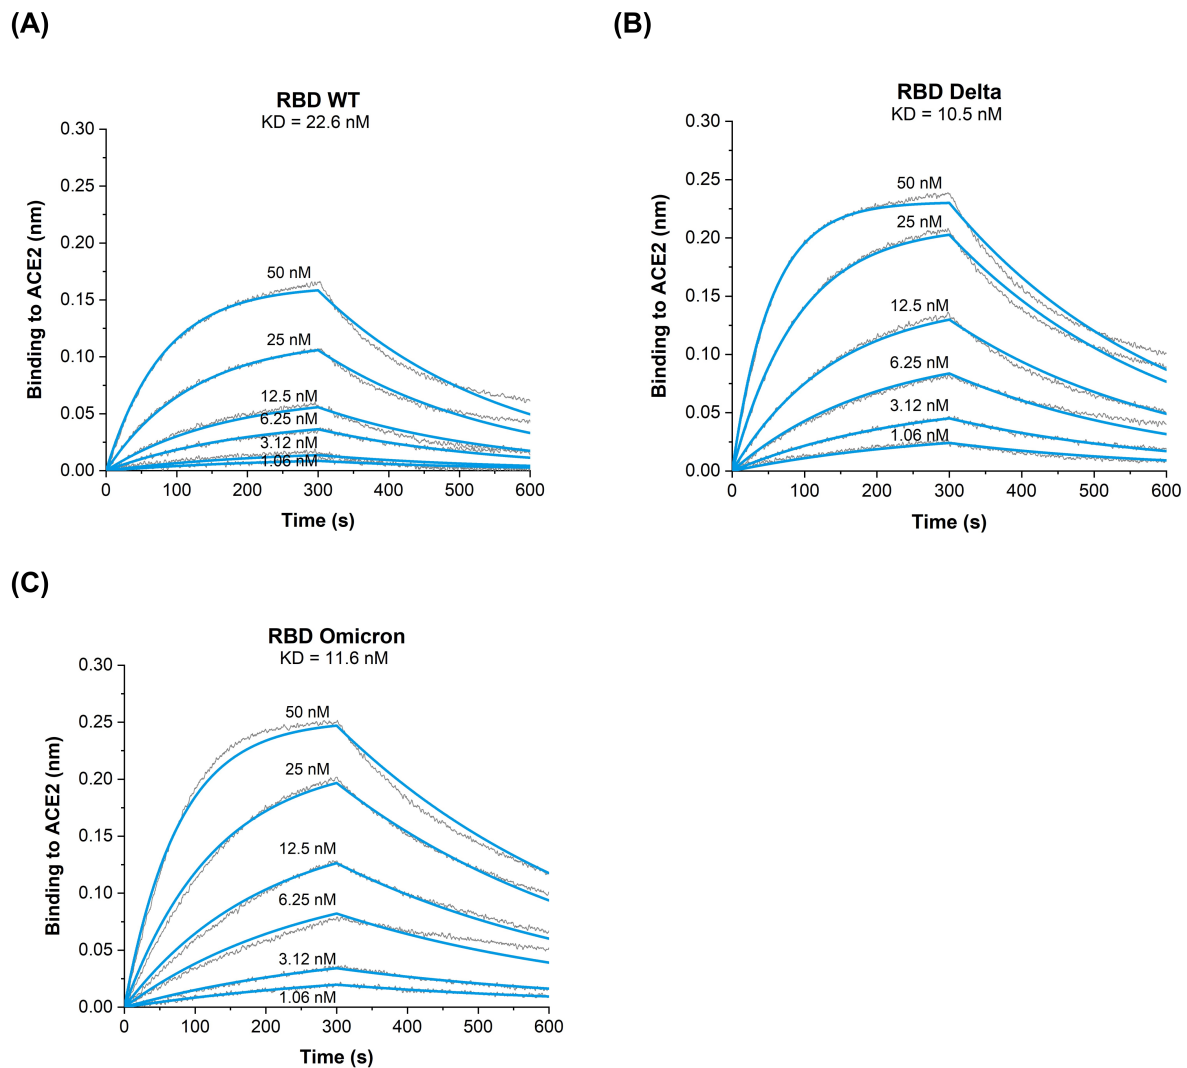 (A)
RBD WT
KD = 22.6 nM
0.30
0.25
0.20
0.15
0.10
0.05
0.00
Binding to ACE2 (nm)
50 nM
25 nM
12.5 nM
6.25 nM
3.12 nM
1.06 nM
0 100 200 300 400 500 600
Time (s)
(B)
RBD Delta
KD = 10.5 nM
0.30
0.25
0.20
0.15
0.10
0.05
0.00
Binding to ACE2 (nm)
50 nM
25 nM
12.5 nM
6.25 nM
3.12 nM
1.06 nM
0 100 200 300 400 500 600
Time (s)
(C)
RBD Omicron
KD = 11.6 nM
0.30
0.25
0.20
0.15
0.10
0.05
0.00
Binding to ACE2 (nm)
50 nM
25 nM
12.5 nM
6.25 nM
3.12 nM
1.06 nM
0 100 200 300 400 500 600
Time (s)